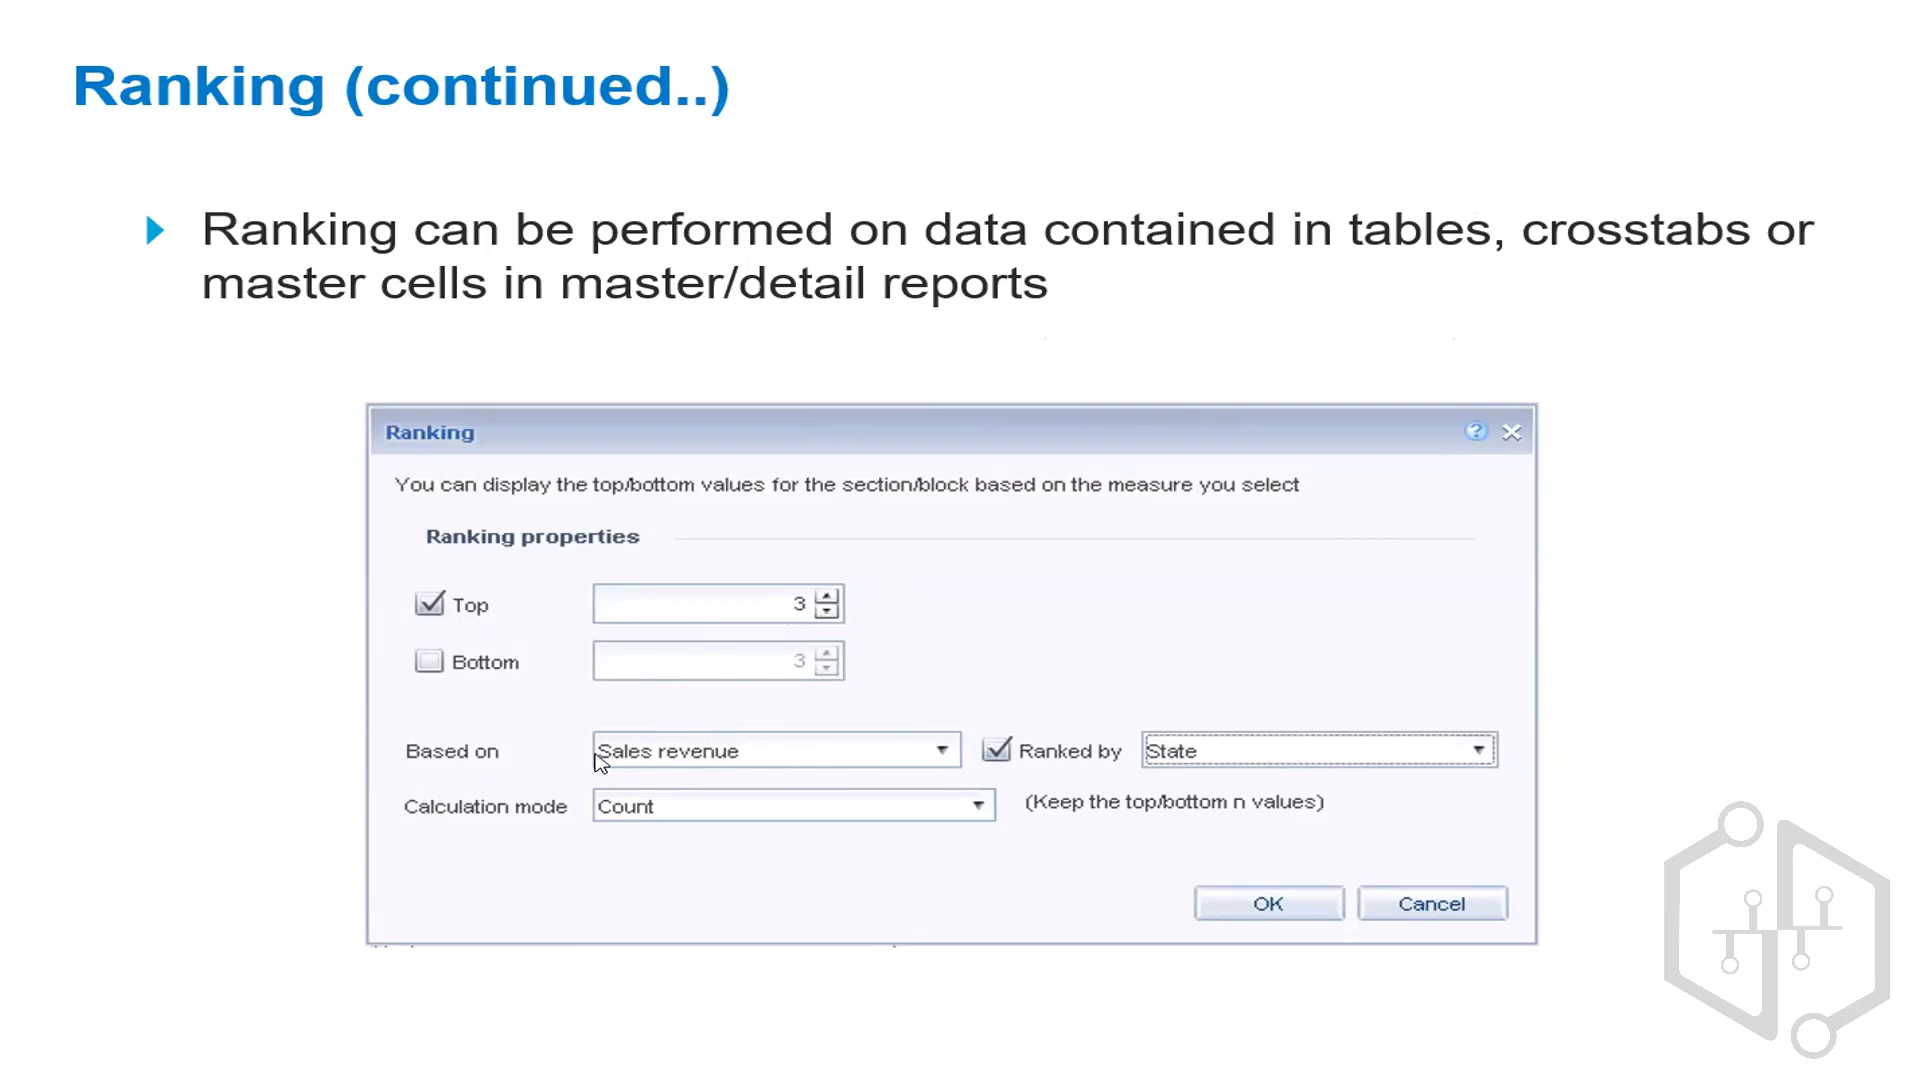 Ranking (continued..)
Ranking can be performed on data contained in tables, crosstabs or
master cells in master/detail reports
Ranking ?
You can display the top/bottom values for the section/block based on the measure you select
Ranking properties
Top 3
Bottom 3
Based on Sales revenue Ranked by State
Calculation mode Count (Keep the top/bottom n values)
OK Cancel